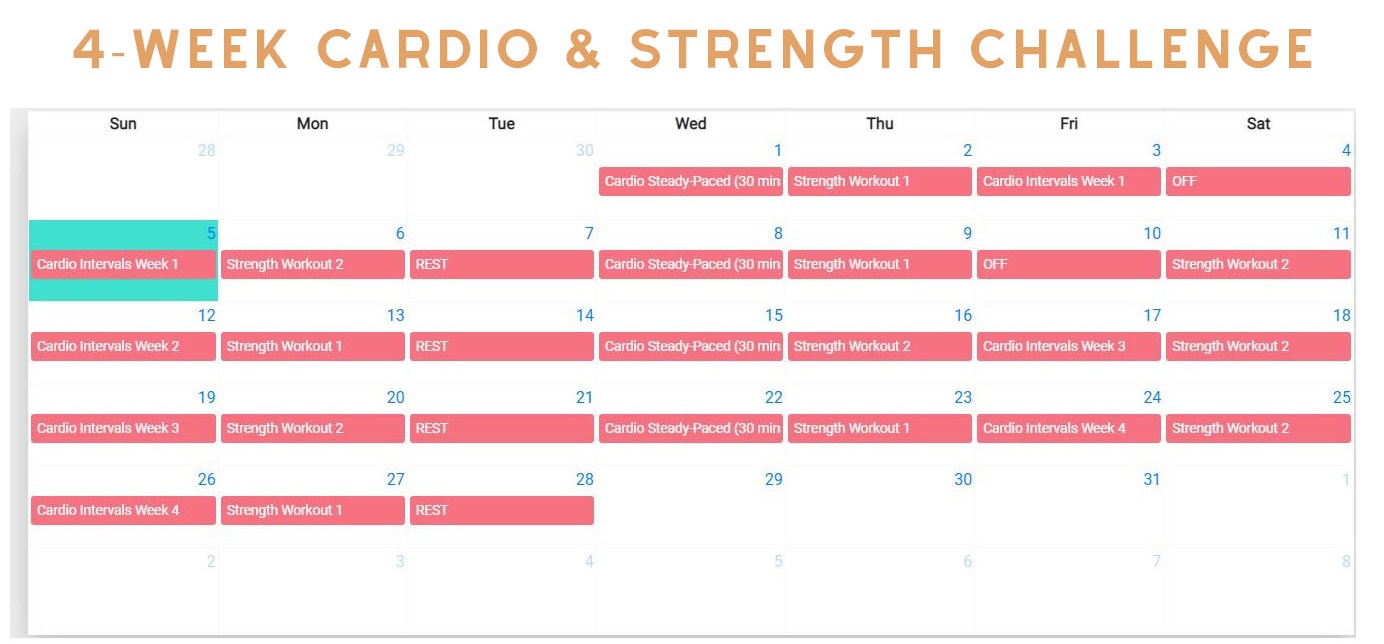 4-WEEK CARDIO & STRENGTH CHALLENGE
Sun Mon Tue Wed Thu Fri Sat
28 29 30 1 2 3 4
Cardio Steady-Paced (30 min Strength Workout 1 Cardio Intervals Week 1 OFF
5 6 7 8 9 10 11
Cardio Intervals Week 1 Strength Workout 2 REST Cardio Steady-Paced (30 min Strength Workout 1 OFF Strength Workout 2
12 13 14 15 16 17 18
Cardio Intervals Week 2 Strength Workout 1 REST Cardio Steady-Paced (30 min Strength Workout 2 Cardio Intervals Week 3 Strength Workout 2
19 20 21 22 23 24 25
Cardio Intervals Week 3 Strength Workout 2 REST Cardio Steady-Paced (30 min Strength Workout 1 Cardio Intervals Week 4 Strength Workout 2
26 27 28 29 30 31 1
Cardio Intervals Week 4 Strength Workout 1 REST
2 3 4 5 6 7 8